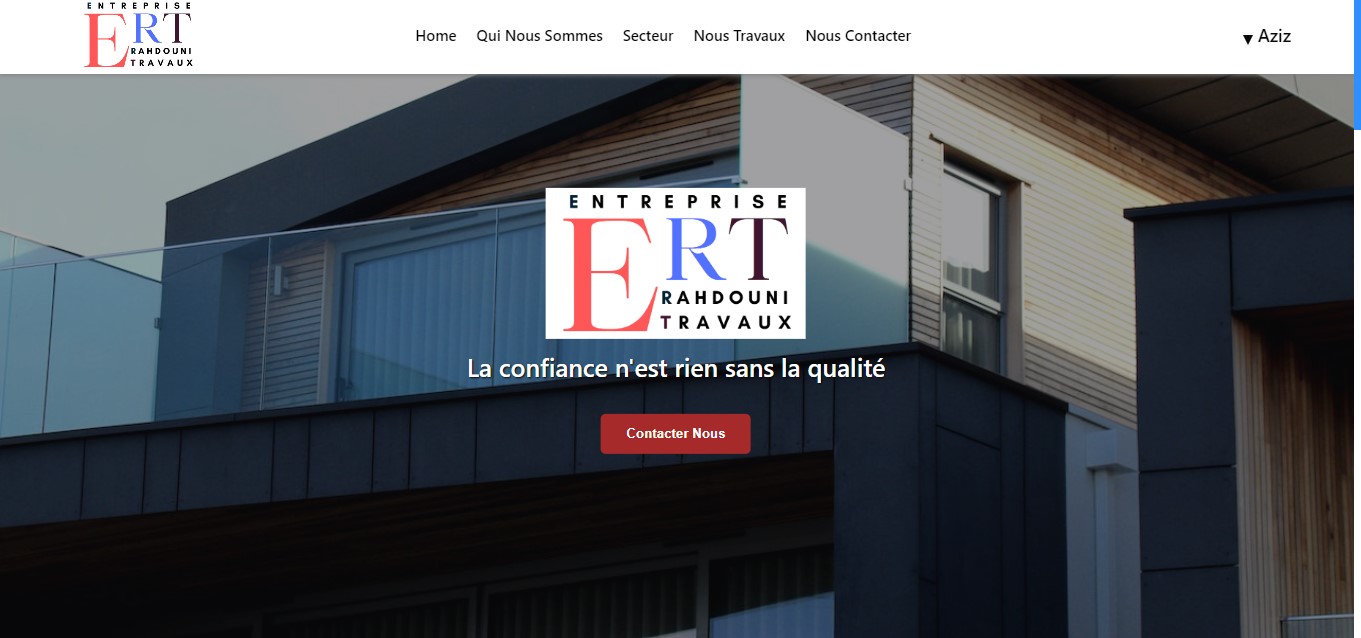 ENTREPRISE
ERT
RAHDOUNI
TRAVAUX
Home Qui Nous Sommes Secteur Nous Travaux Nous Contacter
▼ Aziz
ENTREPRISE
ERT
RAHDOUNI
TRAVAUX
La confiance n'est rien sans la qualité
Contacter Nous